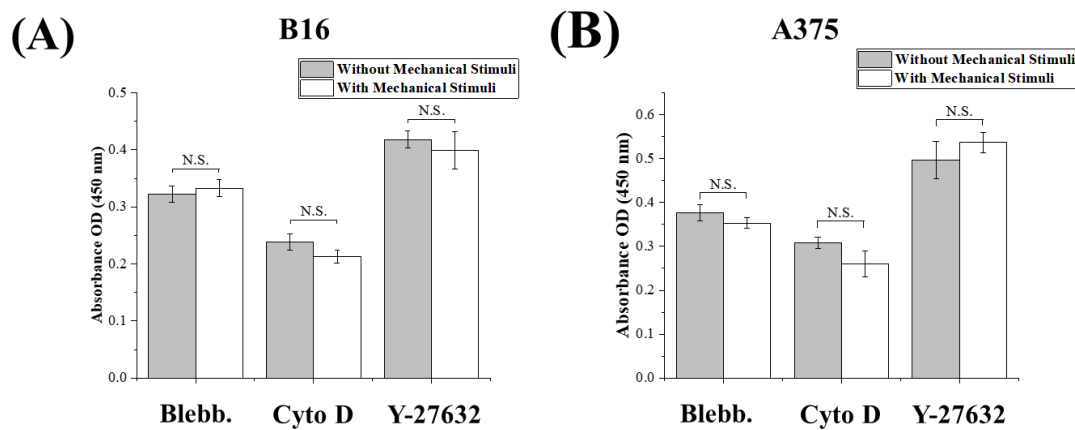 (A)
B16
Without Mechanical Stimuli
With Mechanical Stimuli
Absorbance OD (450 nm)
0.5
0.4
0.3
0.2
0.1
0.0
N.S.
N.S.
N.S.
Blebb.
Cyto D
Y-27632
(B)
A375
Without Mechanical Stimuli
With Mechanical Stimuli
Absorbance OD (450 nm)
0.6
0.5
0.4
0.3
0.2
0.1
0.0
N.S.
N.S.
N.S.
Blebb.
Cyto D
Y-27632